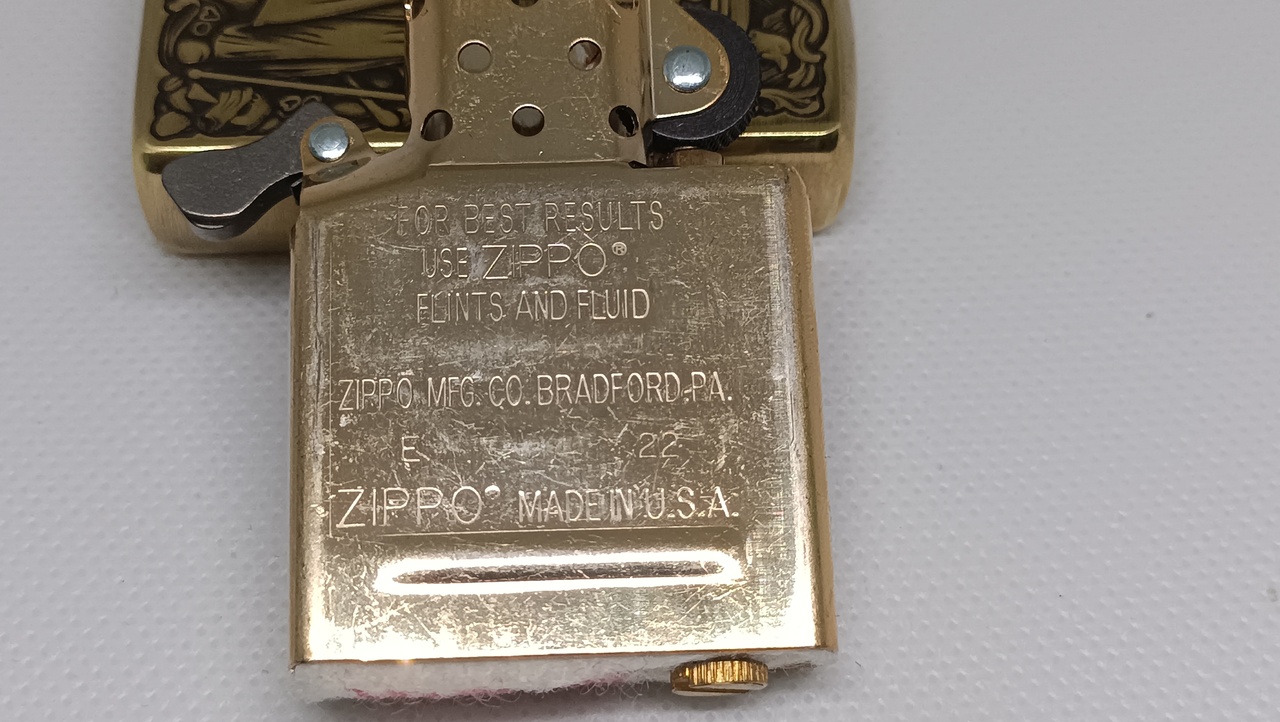 FOR BEST RESULTS
USE ZIPPO®
FLINTS AND FLUID
ZIPPO MFG. CO. BRADFORD, PA.
E 22
ZIPPO® MADE IN U.S.A.